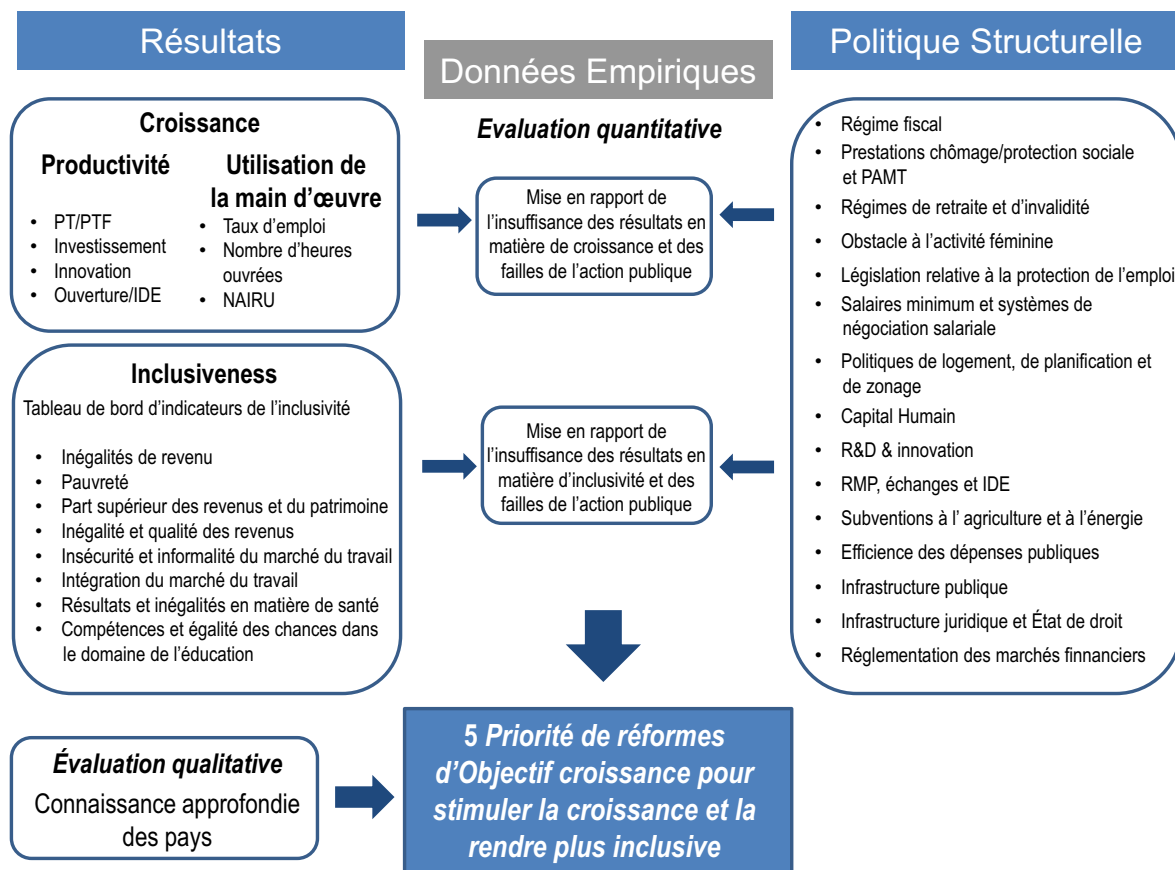 Résultats
Données Empiriques
Politique Structurelle
Croissance
Productivité
• PT/PTF
• Investissement
• Innovation
• Ouverture/IDE
Utilisation de
la main d'œuvre
• Taux d'emploi
• Nombre d'heures
ouvrées
• NAIRU
Evaluation quantitative
Mise en rapport de
l'insuffisance des résultats en
matière de croissance et des
failles de l'action publique
Inclusiveness
Tableau de bord d'indicateurs de l'inclusivité
• Inégalités de revenu
• Pauvreté
• Part supérieur des revenus et du patrimoine
• Inégalité et qualité des revenus
• Insécurité et informalité du marché du travail
• Intégration du marché du travail
• Résultats et inégalités en matière de santé
• Compétences et égalité des chances dans
le domaine de l'éducation
Mise en rapport de
l'insuffisance des résultats en
matière d'inclusivité et des
failles de l'action publique
• Régime fiscal
• Prestations chômage/protection sociale
et PAMT
• Régimes de retraite et d'invalidité
• Obstacle à l'activité féminine
• Législation relative à la protection de l'emploi
• Salaires minimum et systèmes de
négociation salariale
• Politiques de logement, de planification et
de zonage
• Capital Humain
• R&D & innovation
• RMP, échanges et IDE
• Subventions à l' agriculture et à l'énergie
• Efficience des dépenses publiques
• Infrastructure publique
• Infrastructure juridique et État de droit
• Réglementation des marchés finnanciers
Évaluation qualitative
Connaissance approfondie
des pays
5 Priorité de réformes
d'Objectif croissance pour
stimuler la croissance et la
rendre plus inclusive